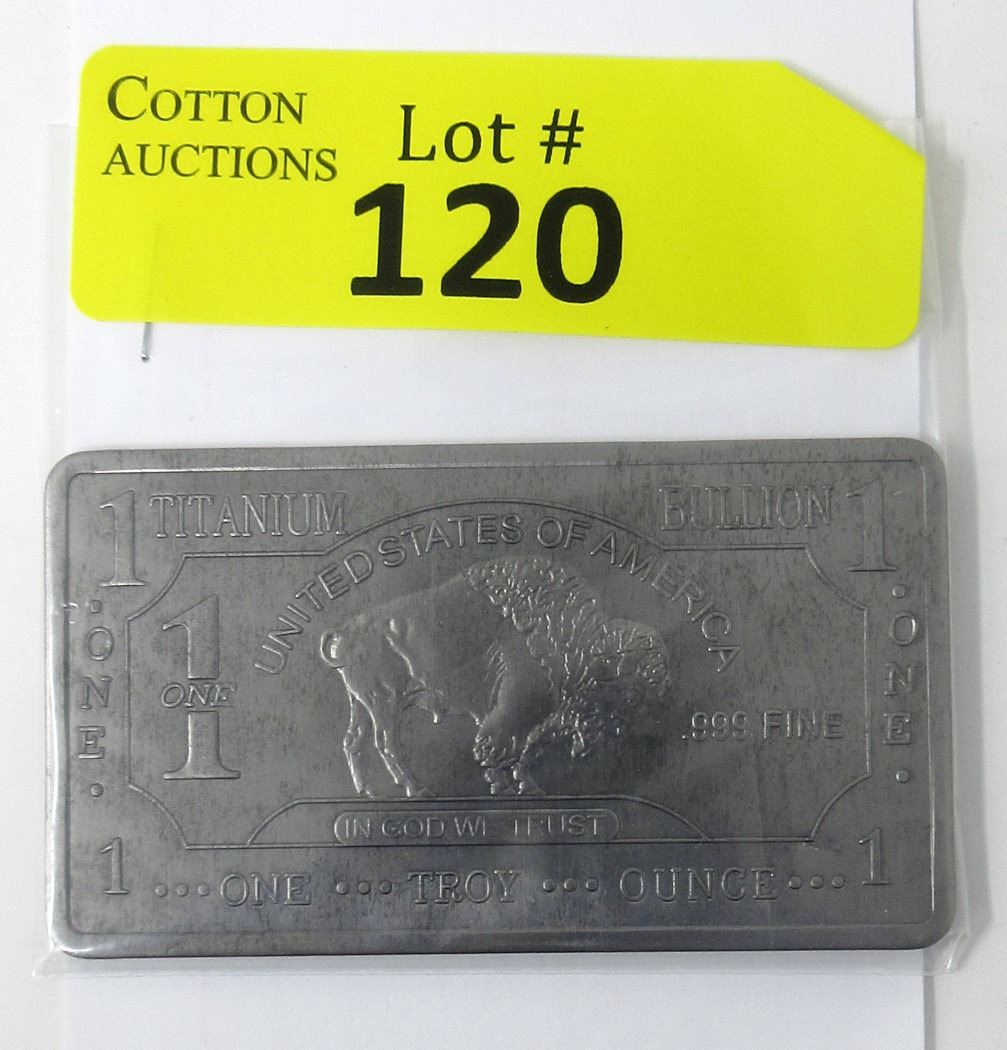 COTTON
AUCTIONS
Lot #
120
1 TITANIUM BULLION 1
UNITED STATES OF AMERICA
· ONE ·
1
ONE
.999 FINE
· ONE ·
IN GOD WE TRUST
1 ··· ONE ··· TROY ··· OUNCE ··· 1